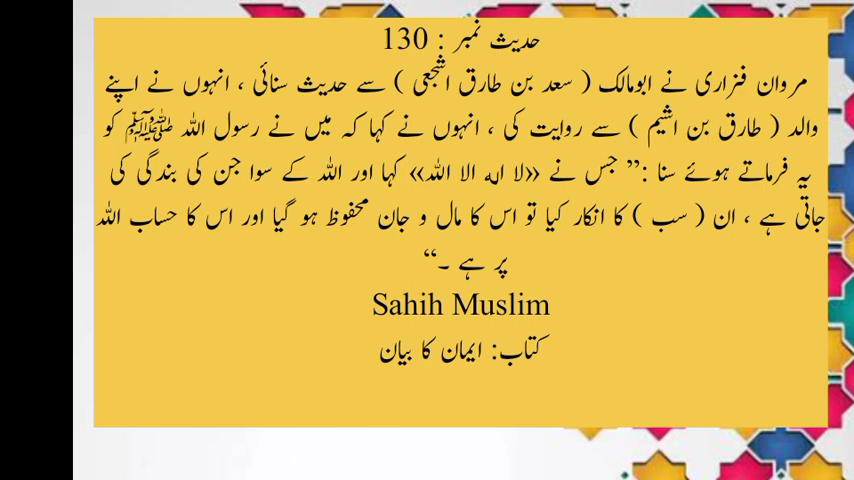 حدیث نمبر : 130
مروان فزاری نے ابومالک ( سعد بن طارق اشجعی ) سے حدیث سنائی ، انہوں نے اپنے
والد ( طارق بن اشیم ) سے روایت کی ، انہوں نے کہا کہ میں نے رسول اللہ ﷺ کو
یہ فرماتے ہوئے سنا :” جس نے «لا اله الا الله» کہا اور اللہ کے سوا جن کی بندگی کی
جاتی ہے ، ان ( سب ) کا انکار کیا تو اس کا مال و جان محفوظ ہو گیا اور اس کا حساب اللہ
پر ہے ۔“
Sahih Muslim
کتاب: ایمان کا بیان